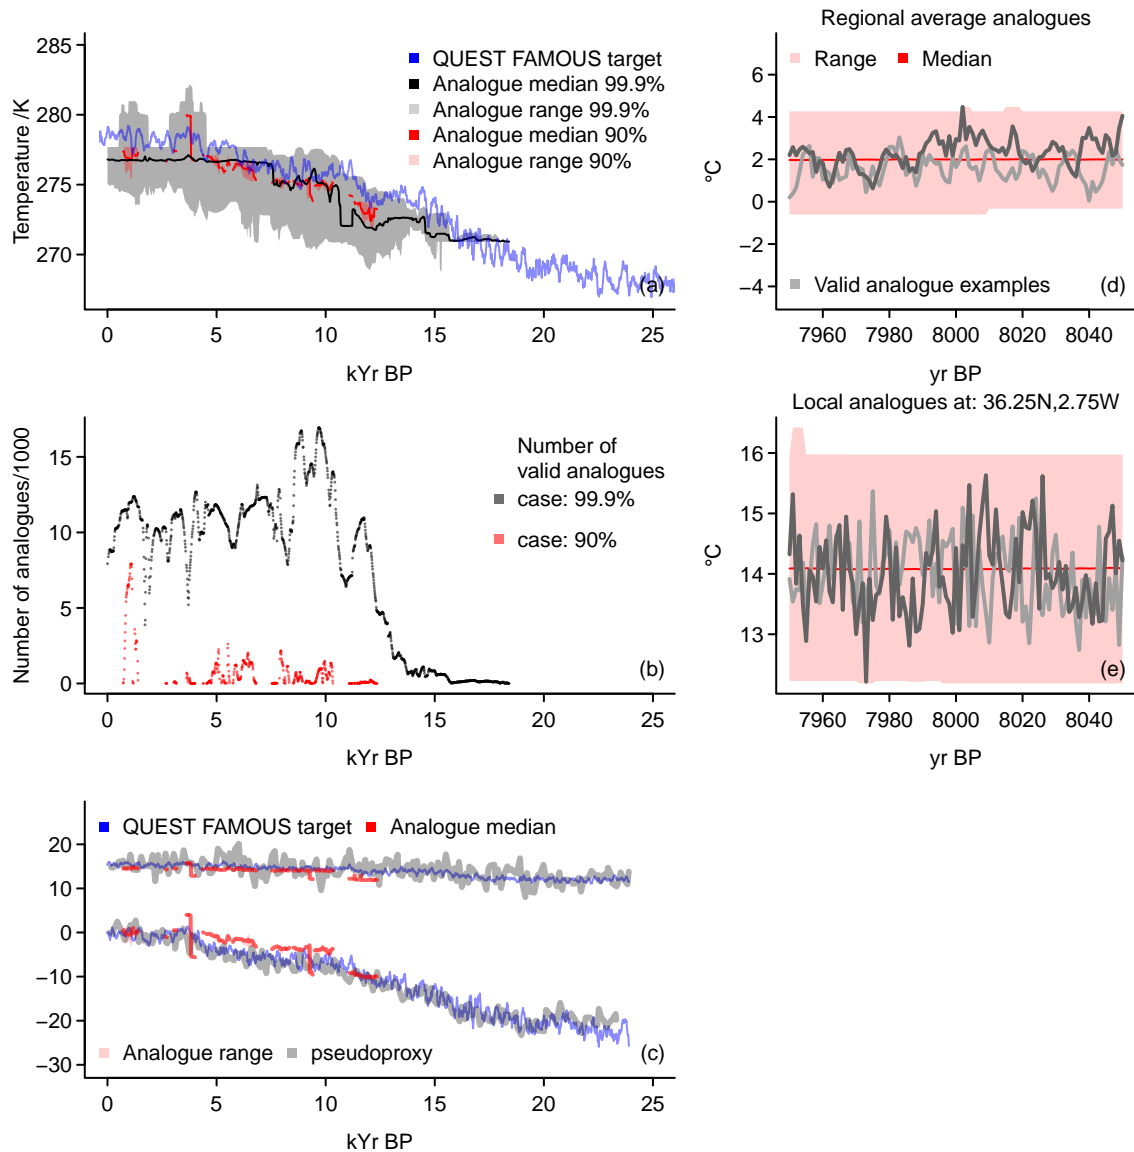 285
280
275
270
Temperature /K
QUEST FAMOUS target
Analogue median 99.9%
Analogue range 99.9%
Analogue median 90%
Analogue range 90%
(a)
0 5 10 15 20 25
kYr BP
Regional average analogues
6
4
2
0
−2
−4
°C
Range Median
Valid analogue examples (d)
7960 7980 8000 8020 8040
yr BP
15
10
5
0
Number of analogues/1000
Number of
valid analogues
case: 99.9%
case: 90%
(b)
0 5 10 15 20 25
kYr BP
Local analogues at: 36.25N,2.75W
16
15
14
13
°C
(e)
7960 7980 8000 8020 8040
yr BP
QUEST FAMOUS target Analogue median
20
10
0
−10
−20
−30
Analogue range pseudoproxy (c)
0 5 10 15 20 25
kYr BP